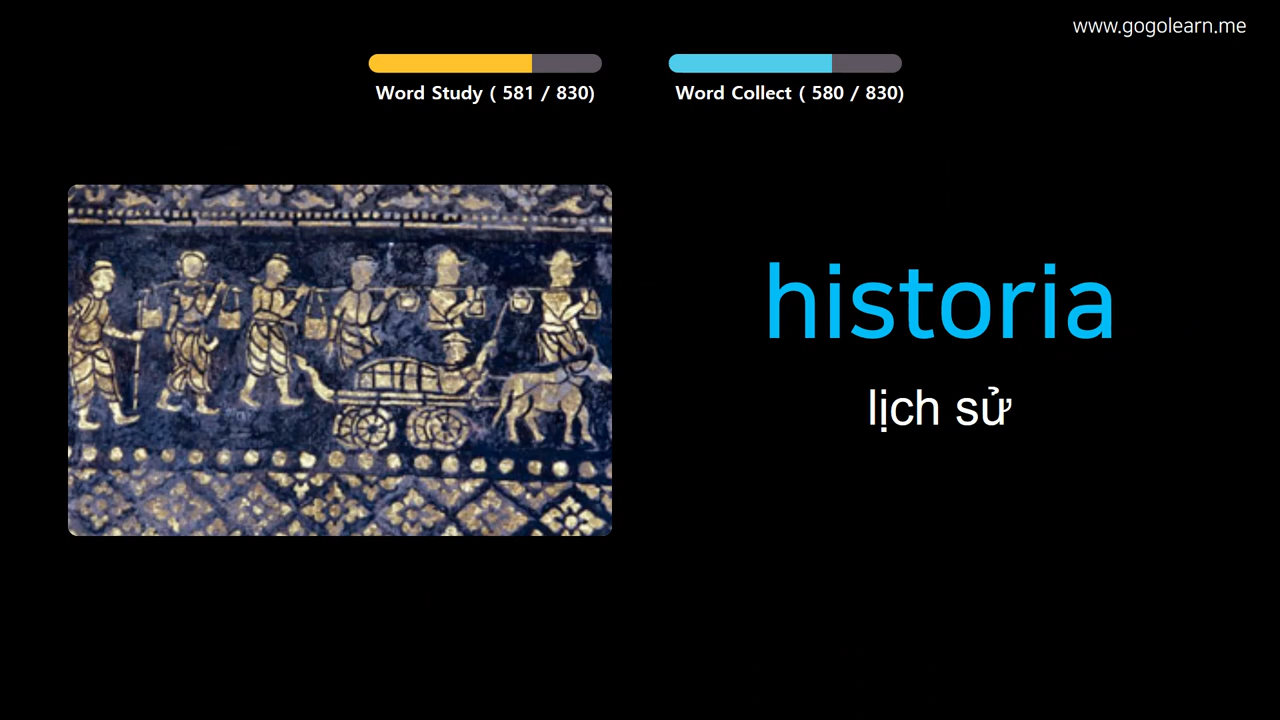 www.gogolearn.me
Word Study ( 581 / 830)
Word Collect ( 580 / 830)
historia
lịch sử